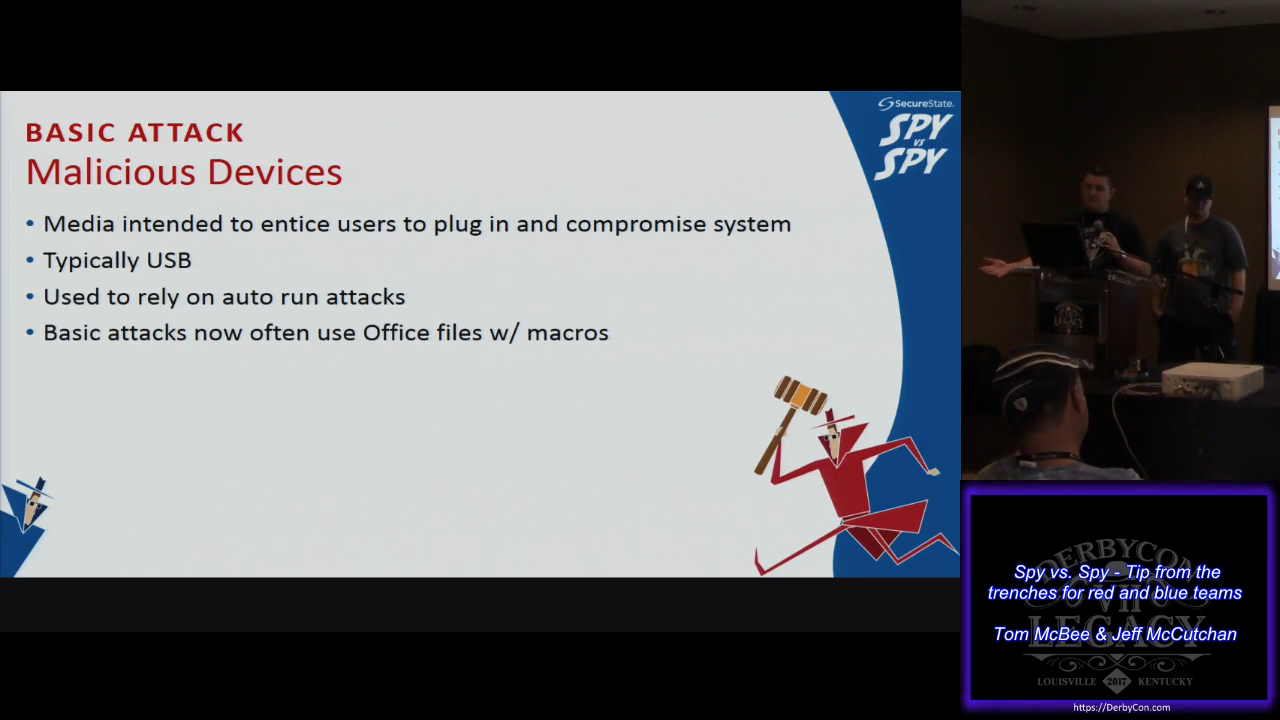 BASIC ATTACK
Malicious Devices
• Media intended to entice users to plug in and compromise system
• Typically USB
• Used to rely on auto run attacks
• Basic attacks now often use Office files w/ macros
SecureState.
SPY
VS
SPY
LEGACY
DERBYCON
VII
LEGACY
LOUISVILLE 2017 KENTUCKY
Spy vs. Spy - Tip from the
trenches for red and blue teams
Tom McBee & Jeff McCutchan
https://DerbyCon.com